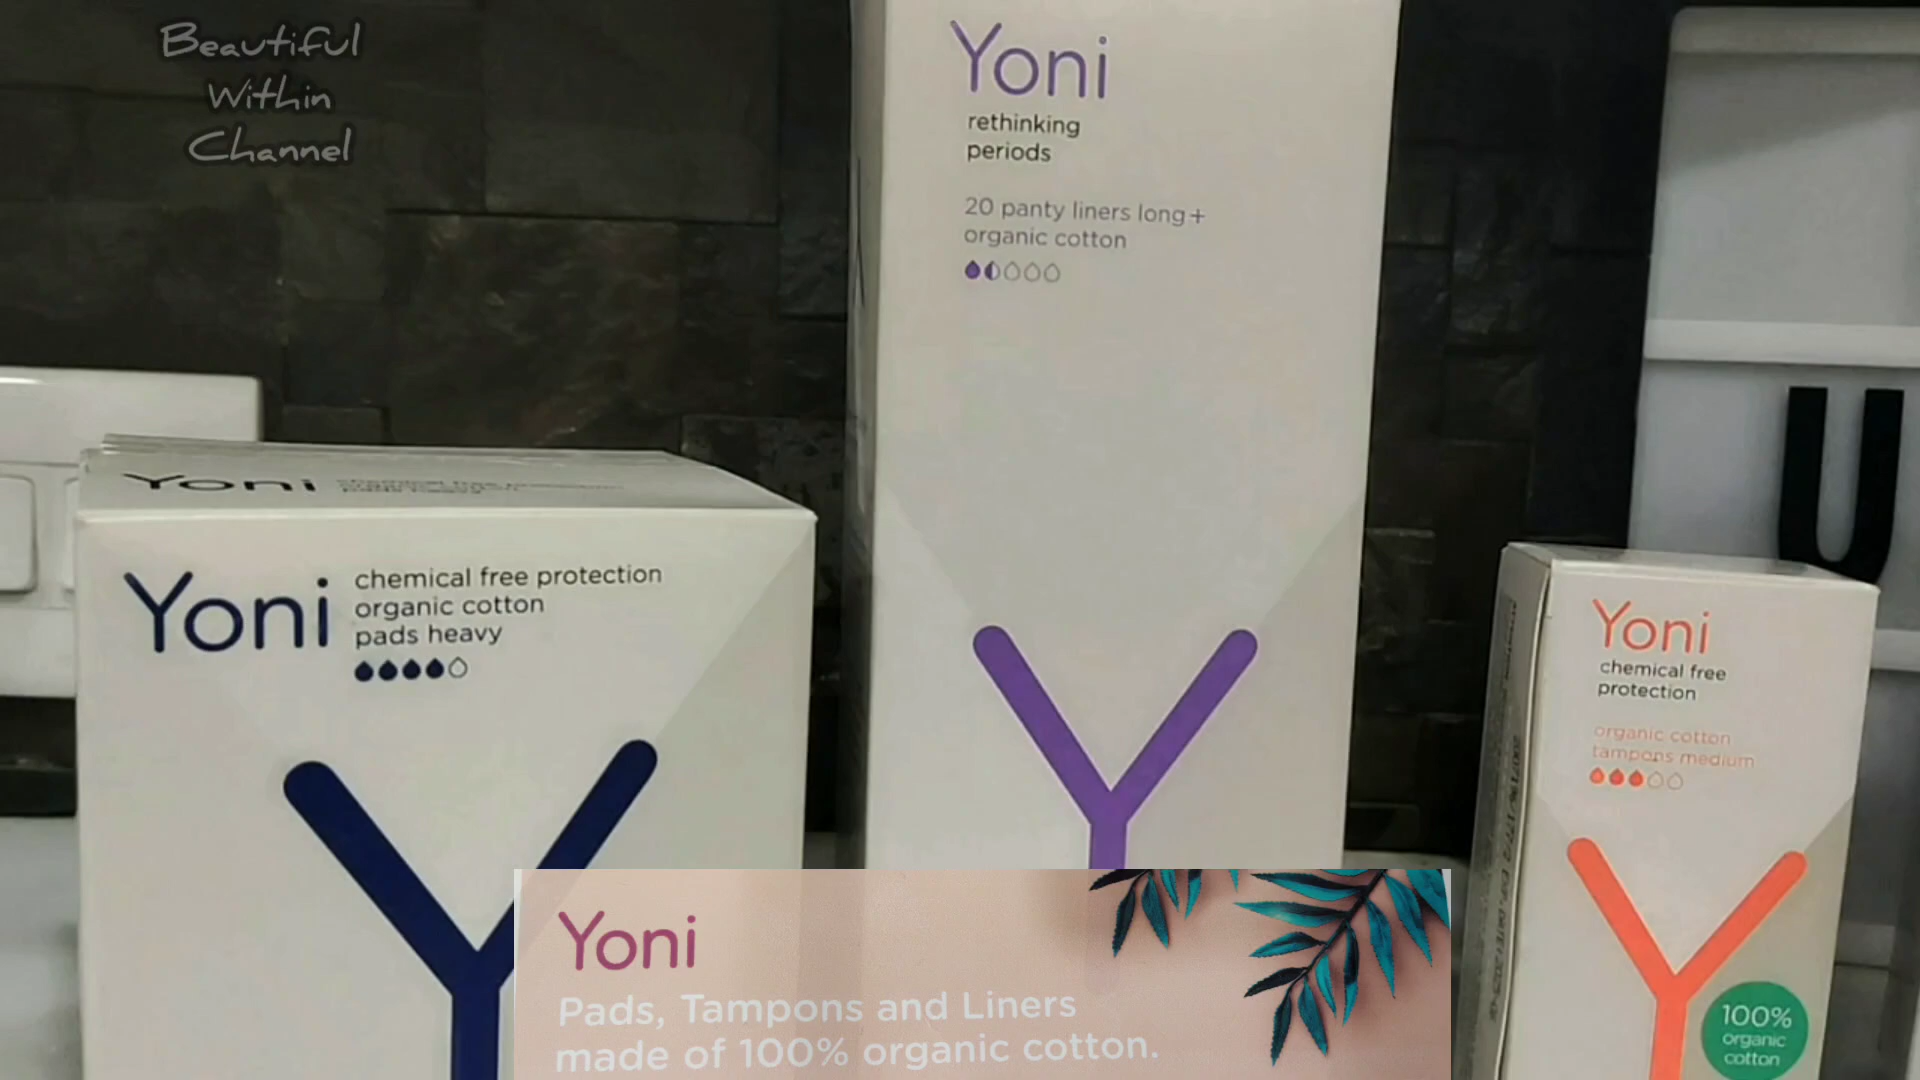 Beautiful
Within
Channel
Yoni
rethinking
periods
20 panty liners long+
organic cotton
U
Yoni
Yoni
chemical free protection
organic cotton
pads heavy
Yoni
chemical free
protection
organic cotton
tampons medium
100%
organic
cotton
Yoni
Pads, Tampons and Liners
made of 100% organic cotton.